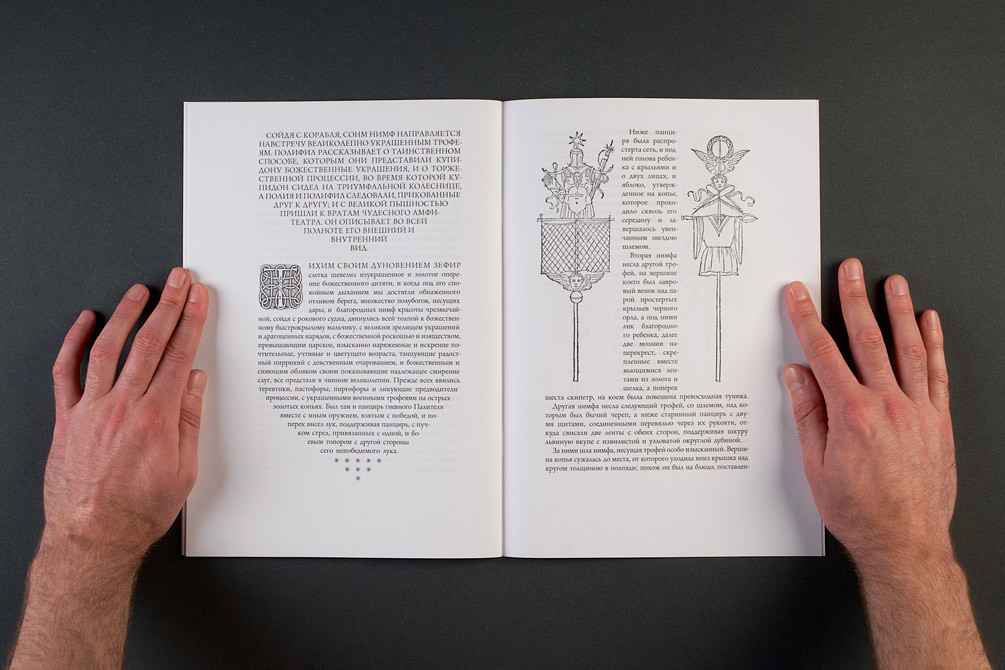 СОЙДЯ С КОРАБЛЯ, СОНМ НИМФ НАПРАВЛЯЕТСЯ
НАВСТРЕЧУ ВЕЛИКОЛЕПНО УКРАШЕННЫМ ТРОФЕ-
ЯМ. ПОЛИФИЛ РАССКАЗЫВАЕТ О ТАИНСТВЕННОМ
СПОСОБЕ, КОТОРЫМ ОНИ ПРЕДСТАВИЛИ КУПИ-
ДОНУ БОЖЕСТВЕННЫЕ УКРАШЕНИЯ, И О ТОРЖЕ-
СТВЕННОЙ ПРОЦЕССИИ, ВО ВРЕМЯ КОТОРОЙ КУ-
ПИДОН СИДЕЛ НА ТРИУМФАЛЬНОЙ КОЛЕСНИЦЕ,
А ПОЛИЯ И ПОЛИФИЛ СЛЕДОВАЛИ, ПРИКОВАННЫЕ
ДРУГ К ДРУГУ; И С ВЕЛИКОЙ ПЫШНОСТЬЮ
ПРИШЛИ К ВРАТАМ ЧУДЕСНОГО АМФИ-
ТЕАТРА. ОН ОПИСЫВАЕТ ВО ВСЕЙ
ПОЛНОТЕ ЕГО ВНЕШНИЙ И
ВНУТРЕННИЙ
ВИД.
ТИХИМ СВОИМ ДУНОВЕНИЕМ ЗЕФИР
слегка шевелил изукрашенное и золотое опере-
ние божественного дитяти, и когда под его спо-
койным дыханием мы достигли обнаженного
отливом берега, множество полубогов, несущих
дары, и благородных нимф красоты чрезвычай-
ной, сойдя с рокового судна, двинулись всей толпой к божествен-
ному быстрокрылому мальчику, с великим зрелищем украшений
и драгоценных нарядов, с божественной роскошью и изяществом,
превышающим царское, изысканно наряженные и искренне по-
чтительные, учтивые и цветущего возраста, танцующие радост-
ный пиррихий с девственным очарованием, и божественным и
сияющим обликом своим показывающие надлежащее смирение
слуг, все предстали в чинном великолепии. Прежде всех явились
теревтики, пастофоры, пиргофоры и ликующие предводители
процессии, с украшенными военными трофеями на острых
золотых копьях. Был там и панцирь гневного Палителя
вместе с иным оружием, взятым с победой, и по-
перек висел лук, поддерживая панцирь, с пуч-
ком стрел, привязанных с одной, и бо-
евым топором с другой стороны
сего непобедимого лука.
Ниже панци-
ря была распро-
стерта сеть, и под
ней голова ребен-
ка с крыльями и
о двух лицах, и
яблоко, утверж-
денное на копье,
которое прохо-
дило сквозь его
середину и за-
вершалось увен-
чанным звездою
шлемом.
Вторая нимфа
несла другой тро-
фей, на вершине
коего был лавро-
вый венок над па-
рой простертых
крыльев черного
орла, а под ними
лик благородно-
го ребенка, далее
две молнии на-
перекрест, скре-
пленные вместе
вьющимися лен-
тами из золота и
шелка, а поперек
шеста скипетр, на коем была повешена превосходная туника.
Другая нимфа несла следующий трофей, со шлемом, над ко-
торым был бычий череп, а ниже старинный панцирь с дву-
мя щитами, соединенными перевязью через их рукояти, от-
куда свисали две ленты с обеих сторон, поддерживая шкуру
львиную вкупе с извилистой и узловатой округлой дубиной.
За ними шла нимфа, несущая трофей особо изысканный. Верши-
на копья сужалась до места, от которого уходила вниз крышка над
кругом толщиною в полпяди; похож он был на блюдо, поставлен-